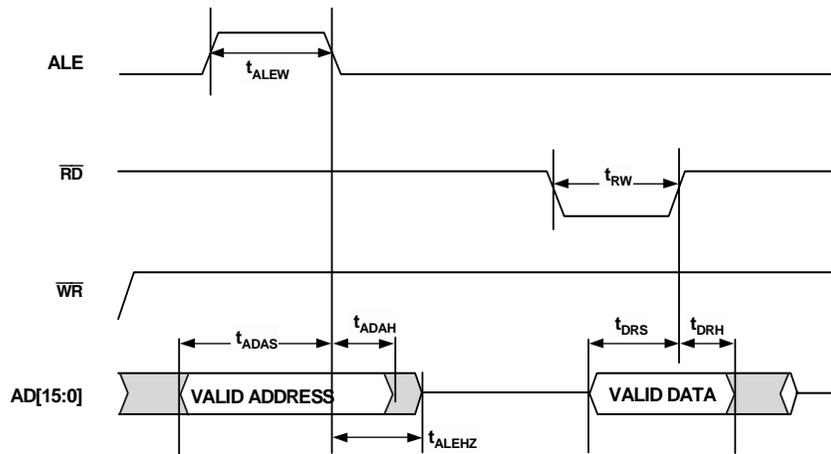 ALE
tALEW
RD
tRW
WR
tADAS
tADAH
tDRS
tDRH
AD[15:0]
VALID ADDRESS
VALID DATA
tALEHZ